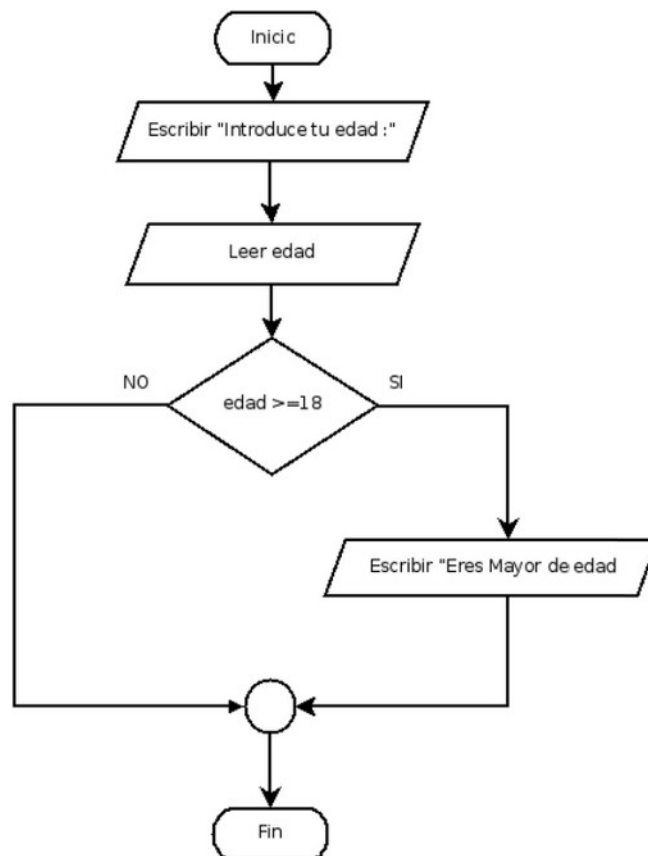 Inicic
Escribir "Introduce tu edad :"
Leer edad
NO
SI
edad >=18
Escribir "Eres Mayor de edad
Fin